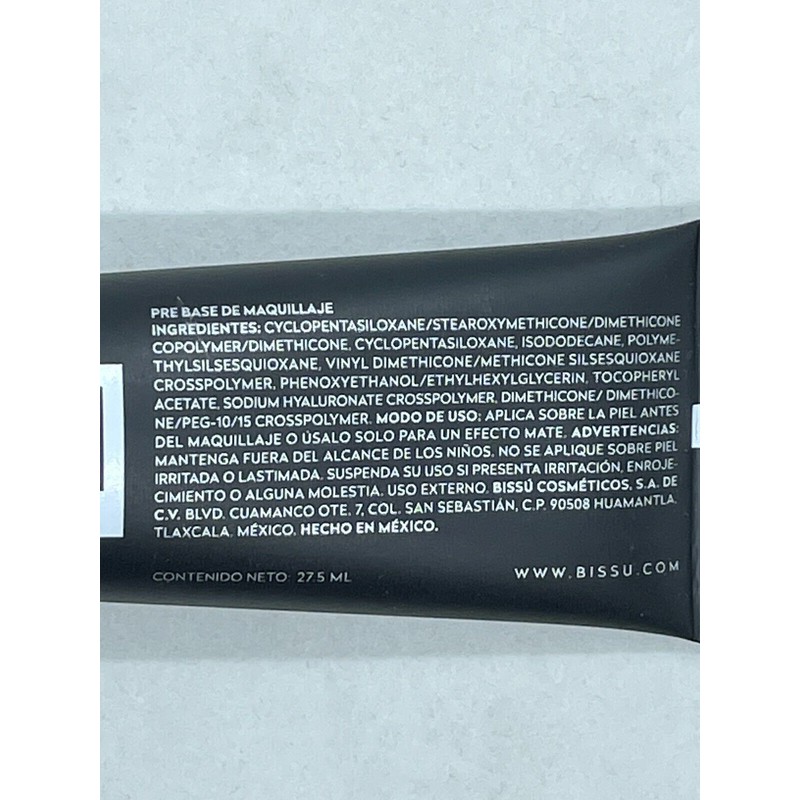 PRE BASE DE MAQUILLAJE
INGREDIENTES: CYCLOPENTASILOXANE/STEAROXYMETHICONE/DIMETHICONE
COPOLYMER/DIMETHICONE, CYCLOPENTASILOXANE, ISODODECANE, POLYME-
THYLSILSESQUIOXANE, VINYL DIMETHICONE/METHICONE SILSESQUIOXANE
CROSSPOLYMER, PHENOXYETHANOL/ETHYLHEXYLGLYCERIN, TOCOPHERYL
ACETATE, SODIUM HYALURONATE CROSSPOLYMER, DIMETHICONE/ DIMETHICO-
NE/PEG-10/15 CROSSPOLYMER. MODO DE USO: APLICA SOBRE LA PIEL ANTES
DEL MAQUILLAJE O ÚSALO SOLO PARA UN EFECTO MATE. ADVERTENCIAS:
MANTENGA FUERA DEL ALCANCE DE LOS NIÑOS. NO SE APLIQUE SOBRE PIEL
IRRITADA O LASTIMADA. SUSPENDA SU USO SI PRESENTA IRRITACIÓN, ENROJE-
CIMIENTO O ALGUNA MOLESTIA. USO EXTERNO. BISSÚ COSMÉTICOS, S.A. DE
C.V. BLVD. CUAMANCO OTE. 7, COL. SAN SEBASTIÁN, C.P. 90508 HUAMANTLA,
TLAXCALA, MÉXICO. HECHO EN MÉXICO.
CONTENIDO NETO: 27.5 ML
WWW.BISSU.COM